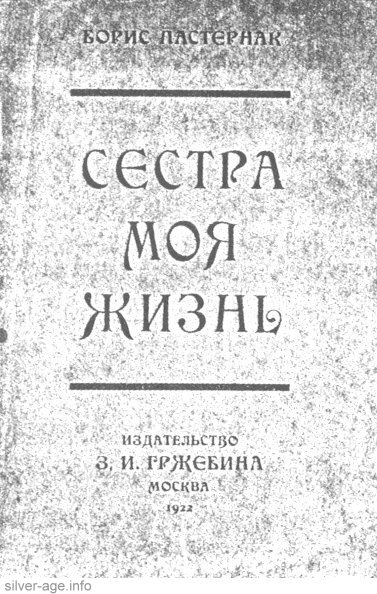 БОРИС ПАСТЕРНАК
СЕСТРА
МОЯ
ЖИЗНЬ
ИЗДАТЕЛЬСТВО
З. И. ГРЖЕБИНА
МОСКВА
1922
silver-age.info